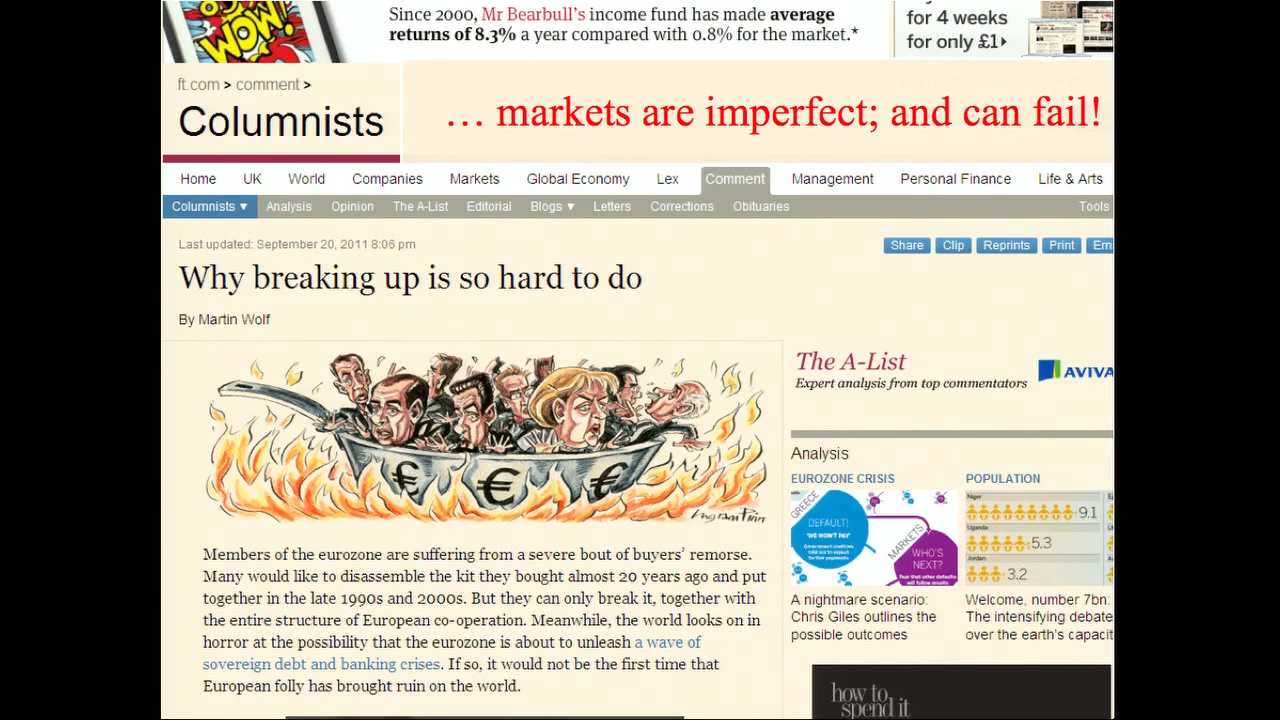 Since 2000, Mr Bearbull's income fund has made average
returns of 8.3% a year compared with 0.8% for the market.*
for 4 weeks
for only £1
WOW!
ft.com > comment >
Columnists
... markets are imperfect; and can fail!
Home UK World Companies Markets Global Economy Lex Comment Management Personal Finance Life & Arts
Columnists Analysis Opinion The A-List Editorial Blogs Letters Corrections Obituaries Tools
Last updated: September 20, 2011 8:06 pm
Share Clip Reprints Print Em
Why breaking up is so hard to do
By Martin Wolf
€ € €
Ingram Pinn
Members of the eurozone are suffering from a severe bout of buyers' remorse.
Many would like to disassemble the kit they bought almost 20 years ago and put
together in the late 1990s and 2000s. But they can only break it, together with
the entire structure of European co-operation. Meanwhile, the world looks on in
horror at the possibility that the eurozone is about to unleash a wave of
sovereign debt and banking crises. If so, it would not be the first time that
European folly has brought ruin on the world.
The A-List
Expert analysis from top commentators
AVIVA
Analysis
EUROZONE CRISIS
GREECE
DEFAULT!
'WE WON'T PAY'
MARKETS
WHO'S
NEXT?
A nightmare scenario:
Chris Giles outlines the
possible outcomes
POPULATION
Niger
9.1
Uganda
5.3
Jordan
3.2
Welcome, number 7bn:
The intensifying debate
over the earth's capacit
how to
spend it